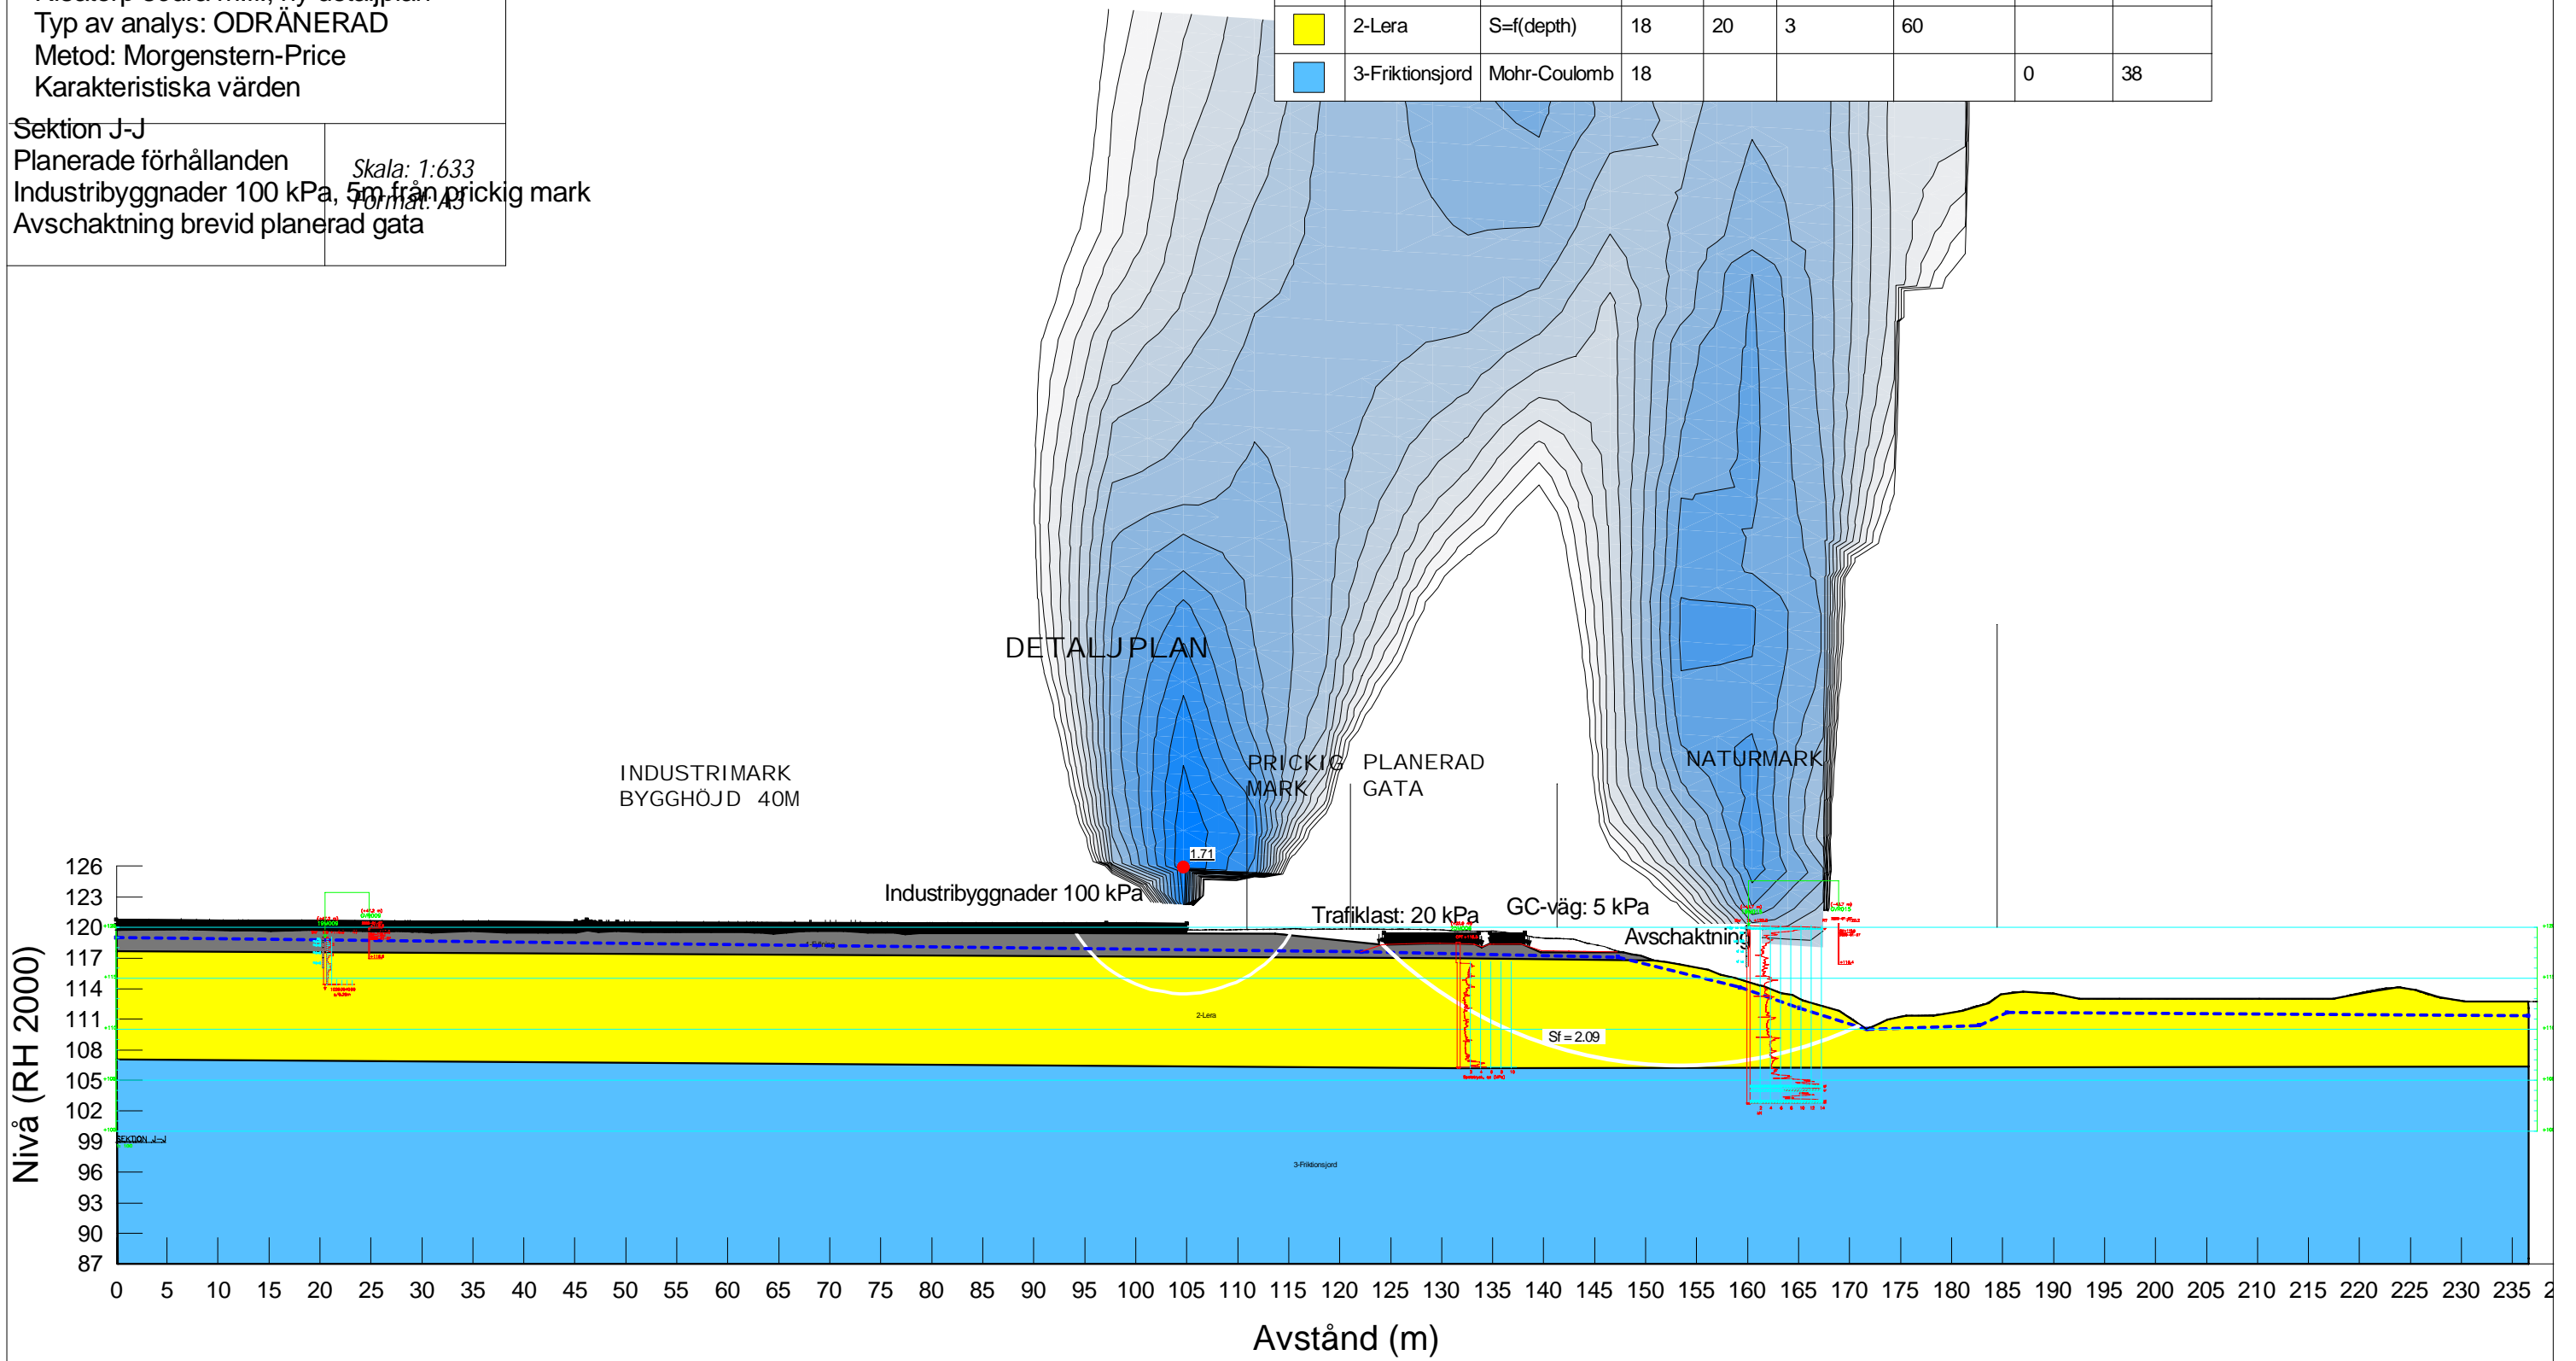 Typ av analys: ODRÄNERAD
Metod: Morgenstern-Price
Karakteristiska värden
Sektion J-J
Planerade förhållanden
Industribyggnader 100 kPa, 5m från prickig mark
Avschaktning brevid planerad gata
Skala: 1:633
Format: A3
2-Lera S=f(depth) 18 20 3 60
3-Friktionsjord Mohr-Coulomb 18 0 38
DETALJPLAN
INDUSTRIMARK
BYGGHÖJD 40M
PRICKIG
MARK
PLANERAD
GATA
NATURMARK
1.71
Industribyggnader 100 kPa
Trafiklast: 20 kPa
GC-väg: 5 kPa
Avschaktning
Sf = 2.09
2-Lera
3-Friktionsjord
SEKTION J-J
Nivå (RH 2000)
126
123
120
117
114
111
108
105
102
99
96
93
90
87
0 5 10 15 20 25 30 35 40 45 50 55 60 65 70 75 80 85 90 95 100 105 110 115 120 125 130 135 140 145 150 155 160 165 170 175 180 185 190 195 200 205 210 215 220 225 230 235
Avstånd (m)